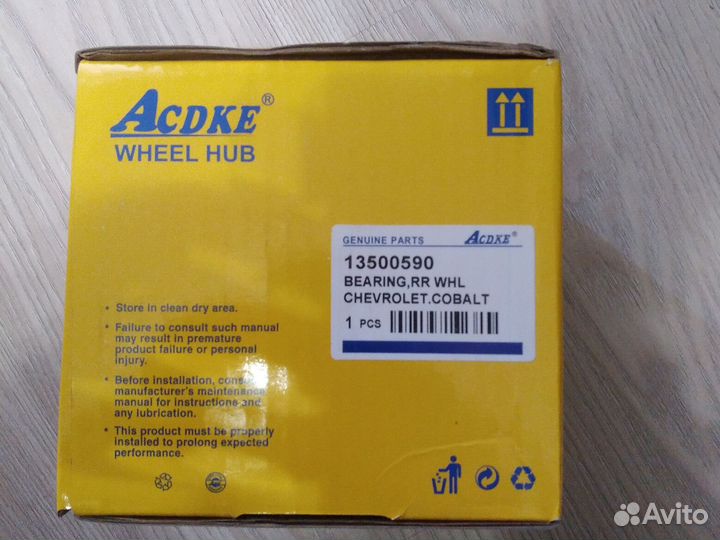 ACDKE®
WHEEL HUB
GENUINE PARTS ACDKE®
13500590
BEARING,RR WHL
CHEVROLET.COBALT
1 PCS
• Store in clean dry area.
• Failure to consult such manual
may result in premature
product failure or personal
injury.
• Before installation, consult
manufacturer's maintenance
manual for instructions and
any lubrication.
• This product must be properly
installed to prolong expected
performance.
Avito